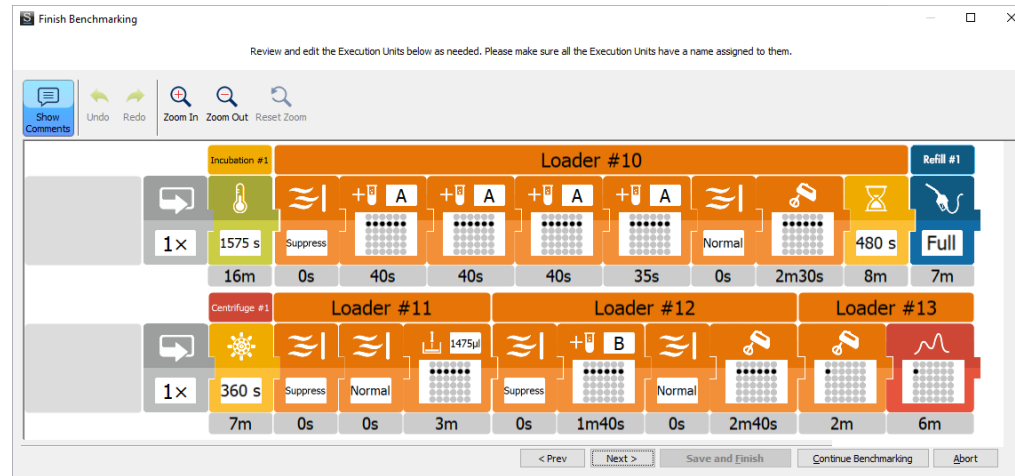 S Finish Benchmarking
Review and edit the Execution Units below as needed. Please make sure all the Execution Units have a name assigned to them.
Show Comments Undo Redo Zoom In Zoom Out Reset Zoom
Incubation #1 Loader #10 Refill #1
+ A + A + A + A
1× 1575 s Suppress Normal 480 s Full
16m 0s 40s 40s 40s 35s 0s 2m30s 8m 7m
Centrifuge #1 Loader #11 Loader #12 Loader #13
1475µl + B
1× 360 s Suppress Normal Suppress Normal
7m 0s 0s 3m 0s 1m40s 0s 2m40s 2m 6m
< Prev Next > Save and Finish Continue Benchmarking Abort